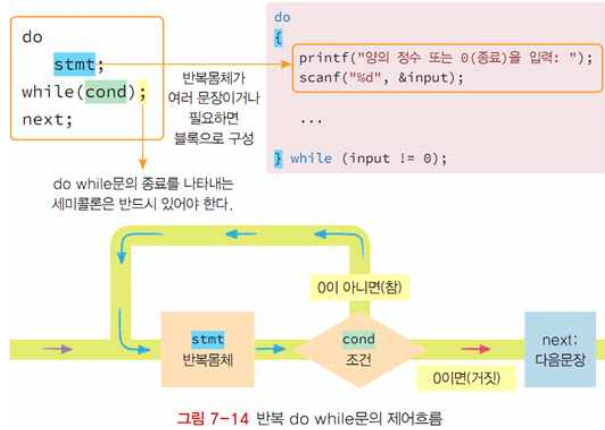 do
stmt;
while(cond);
next;
반복몸체가
여러 문장이거나
필요하면
블록으로 구성
do
{
printf("양의 정수 또는 0(종료)을 입력: ");
scanf("%d", &input);
...
} while (input != 0);
do while문의 종료를 나타내는
세미콜론은 반드시 있어야 한다.
0이 아니면(참)
stmt
반복몸체
cond
조건
0이면(거짓)
next:
다음문장
그림 7-14 반복 do while문의 제어흐름